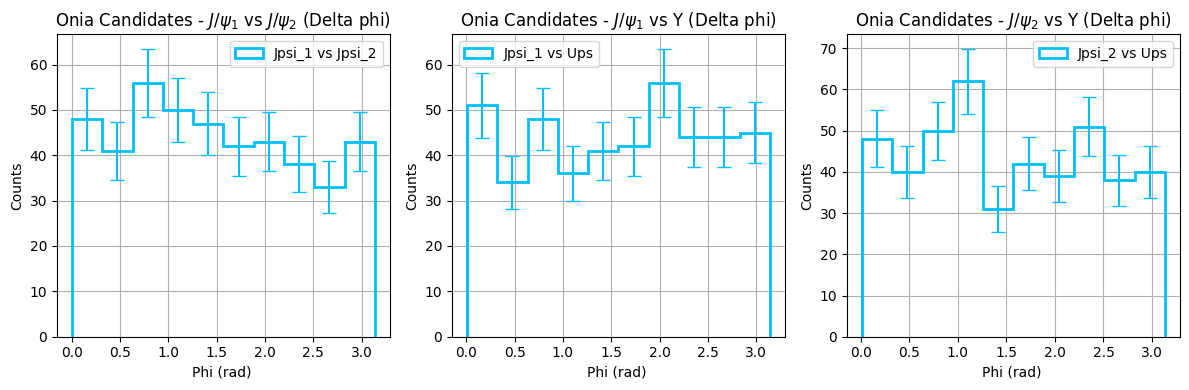 Onia Candidates - J/ψ₁ vs J/ψ₂ (Delta phi)
Jpsi_1 vs Jpsi_2
Counts
60
50
40
30
20
10
0
0.0 0.5 1.0 1.5 2.0 2.5 3.0
Phi (rad)
Onia Candidates - J/ψ₁ vs Y (Delta phi)
Jpsi_1 vs Ups
Counts
60
50
40
30
20
10
0
0.0 0.5 1.0 1.5 2.0 2.5 3.0
Phi (rad)
Onia Candidates - J/ψ₂ vs Y (Delta phi)
Jpsi_2 vs Ups
Counts
70
60
50
40
30
20
10
0
0.0 0.5 1.0 1.5 2.0 2.5 3.0
Phi (rad)